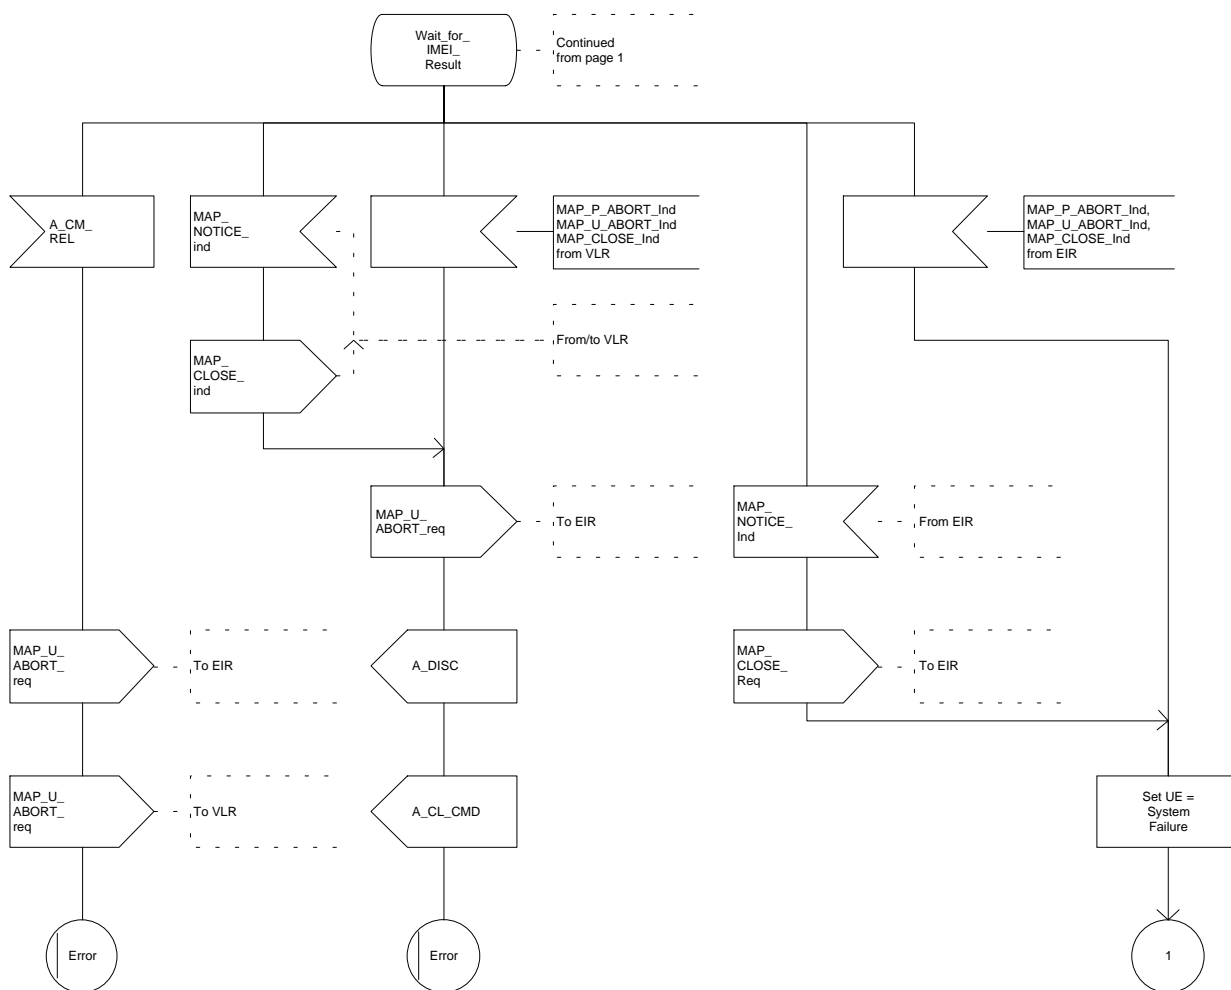 Wait_for_
IMEI_
Result
Continued
from page 1
A_CM_
REL
MAP_
NOTICE_
ind
MAP_P_ABORT_Ind
MAP_U_ABORT_Ind
MAP_CLOSE_Ind
from VLR
MAP_P_ABORT_Ind,
MAP_U_ABORT_Ind,
MAP_CLOSE_Ind
from EIR
MAP_
CLOSE_
ind
From/to VLR
MAP_U_
ABORT_req
To EIR
MAP_
NOTICE_
Ind
From EIR
MAP_U_
ABORT_
req
To EIR
A_DISC
MAP_
CLOSE_
Req
To EIR
MAP_U_
ABORT_
req
To VLR
A_CL_CMD
Set UE =
System
Failure
Error
Error
1